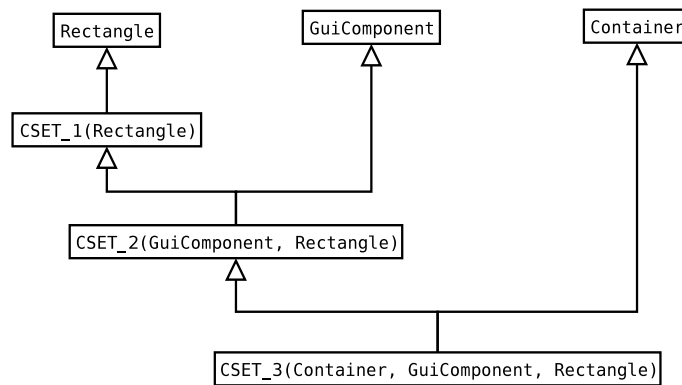 Rectangle
GuiComponent
Container
CSET_1(Rectangle)
CSET_2(GuiComponent, Rectangle)
CSET_3(Container, GuiComponent, Rectangle)